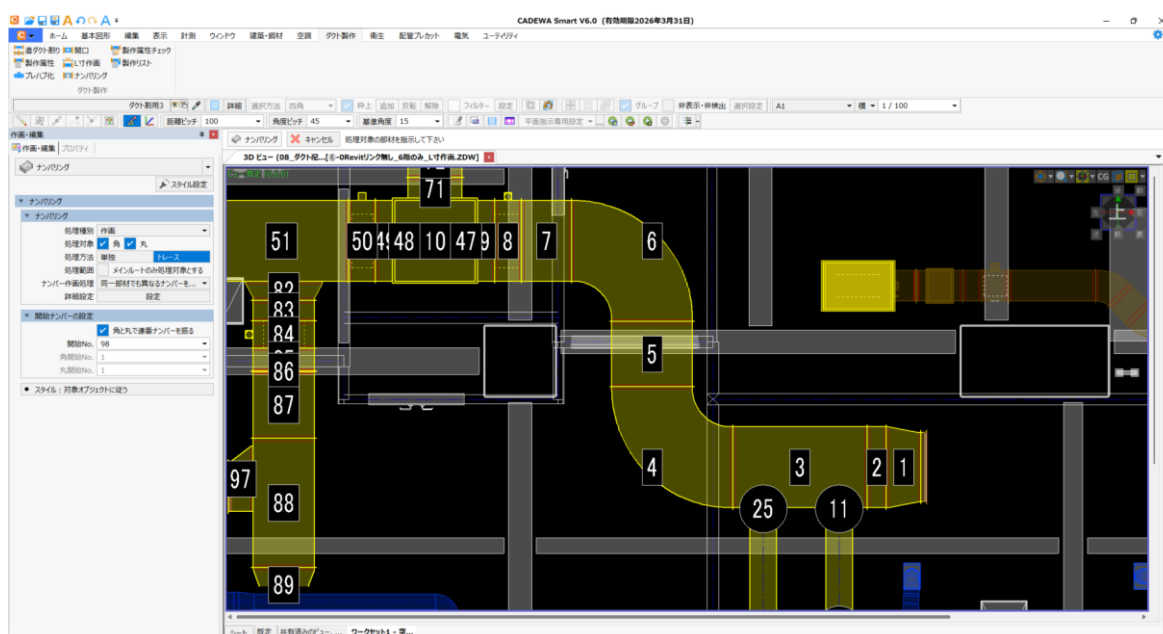 CADEWA Smart V6.0 (有効期限2026年3月31日)
ホーム 基本図形 編集 表示 計測 ウィンドウ 建築・鋼材 空調 ダクト製作 衛生 配管プレカット 電気 ユーティリティ
直ダクト割り 開口 製作属性チェック
製作属性 L寸作画 製作リスト
プレハブ化 ナンバリング
ダクト製作
ダクト割用3 詳細 選択方法 四角 枠上 追加 反転 解除 フィルター 設定 グループ 非表示・非検出 選択設定 A1 横 1 / 100
距離ピッチ 100 角度ピッチ 45 基準角度 15 平面指示専用設定
作画・編集
ナンバリング キャンセル 処理対象の部材を指示して下さい
作画・編集 プロパティ
3D ビュー (08_ダクト配...[⑥-0Revitリンク無し_6階のみ_L寸作画.ZDW]
ナンバリング
スタイル設定
ナンバリング
ナンバリング
処理種別 作画
処理対象 角 丸
処理方法 単独 トレース
処理範囲 メインルートのみ処理対象とする
ナンバー作画処理 同一部材でも異なるナンバーを...
詳細設定 設定
開始ナンバーの設定
角と丸で連番ナンバーを振る
開始No. 98
角開始No. 1
丸開始No. 1
スタイル : 対象オブジェクトに従う
CG
上
71
51 50 48 10 47 8 7 6
82
83
84
86
87
5
4 3 2 1
97
88
25 11
89
シート 既定 ワークセット1 - 空...